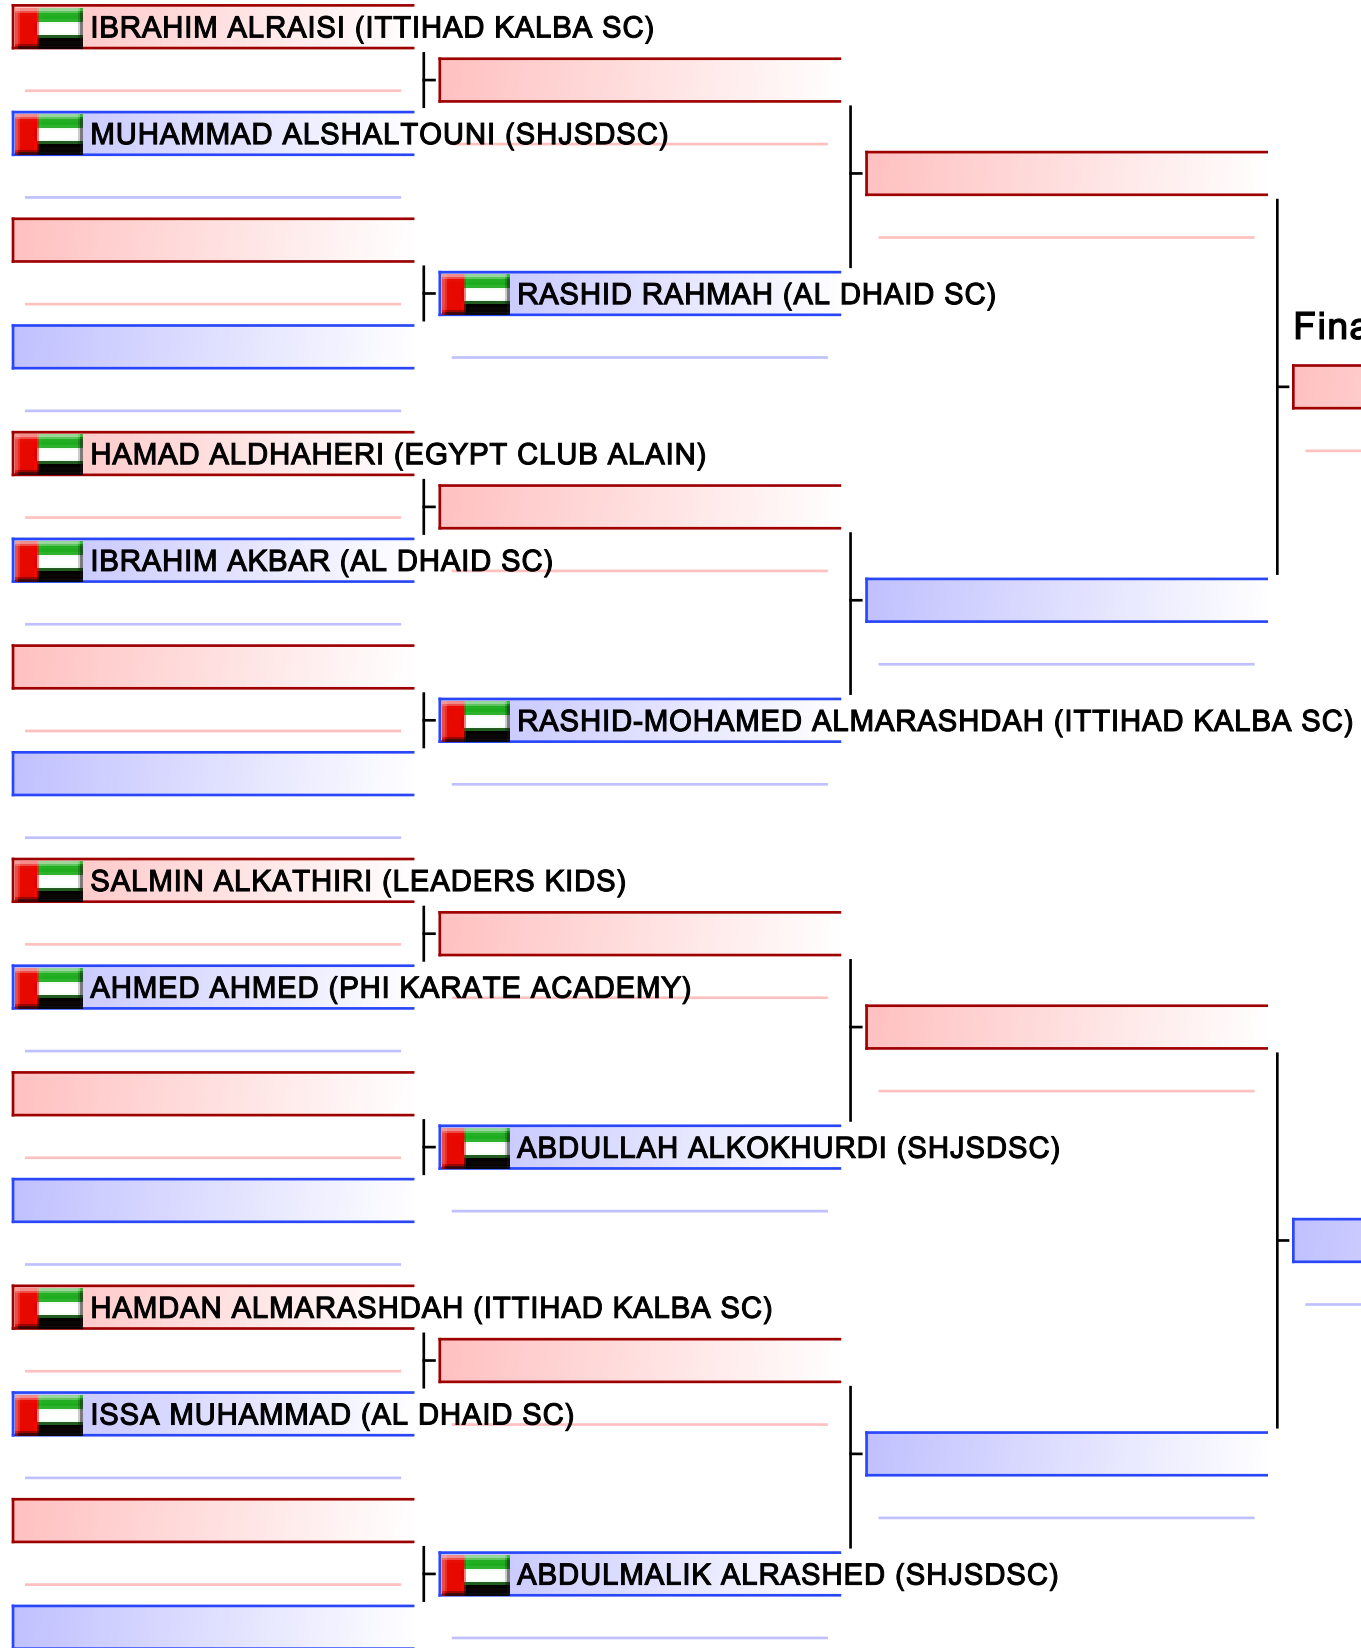 IBRAHIM ALRAISI (ITTIHAD KALBA SC)
MUHAMMAD ALSHALTOUNI (SHJSDSC)
RASHID RAHMAH (AL DHAID SC)
Fina
HAMAD ALDHAHERI (EGYPT CLUB ALAIN)
IBRAHIM AKBAR (AL DHAID SC)
RASHID-MOHAMED ALMARASHDAH (ITTIHAD KALBA SC)
SALMIN ALKATHIRI (LEADERS KIDS)
AHMED AHMED (PHI KARATE ACADEMY)
ABDULLAH ALKOKHURDI (SHJSDSC)
HAMDAN ALMARASHDAH (ITTIHAD KALBA SC)
ISSA MUHAMMAD (AL DHAID SC)
ABDULMALIK ALRASHED (SHJSDSC)